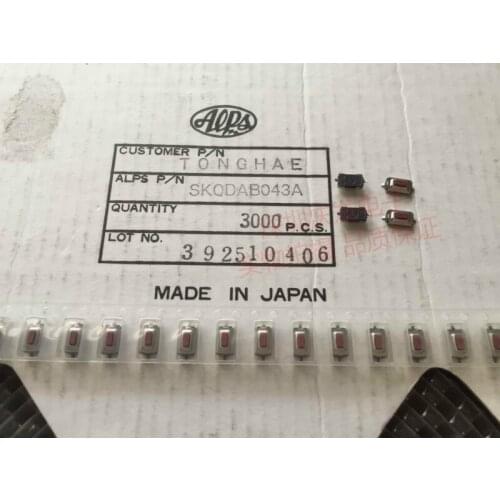 ALPS
CUSTOMER P/N
TONGHAE
ALPS P/N
SKQDAB043A
QUANTITY
3000 P.C.S.
LOT NO.
392510406
MADE IN JAPAN